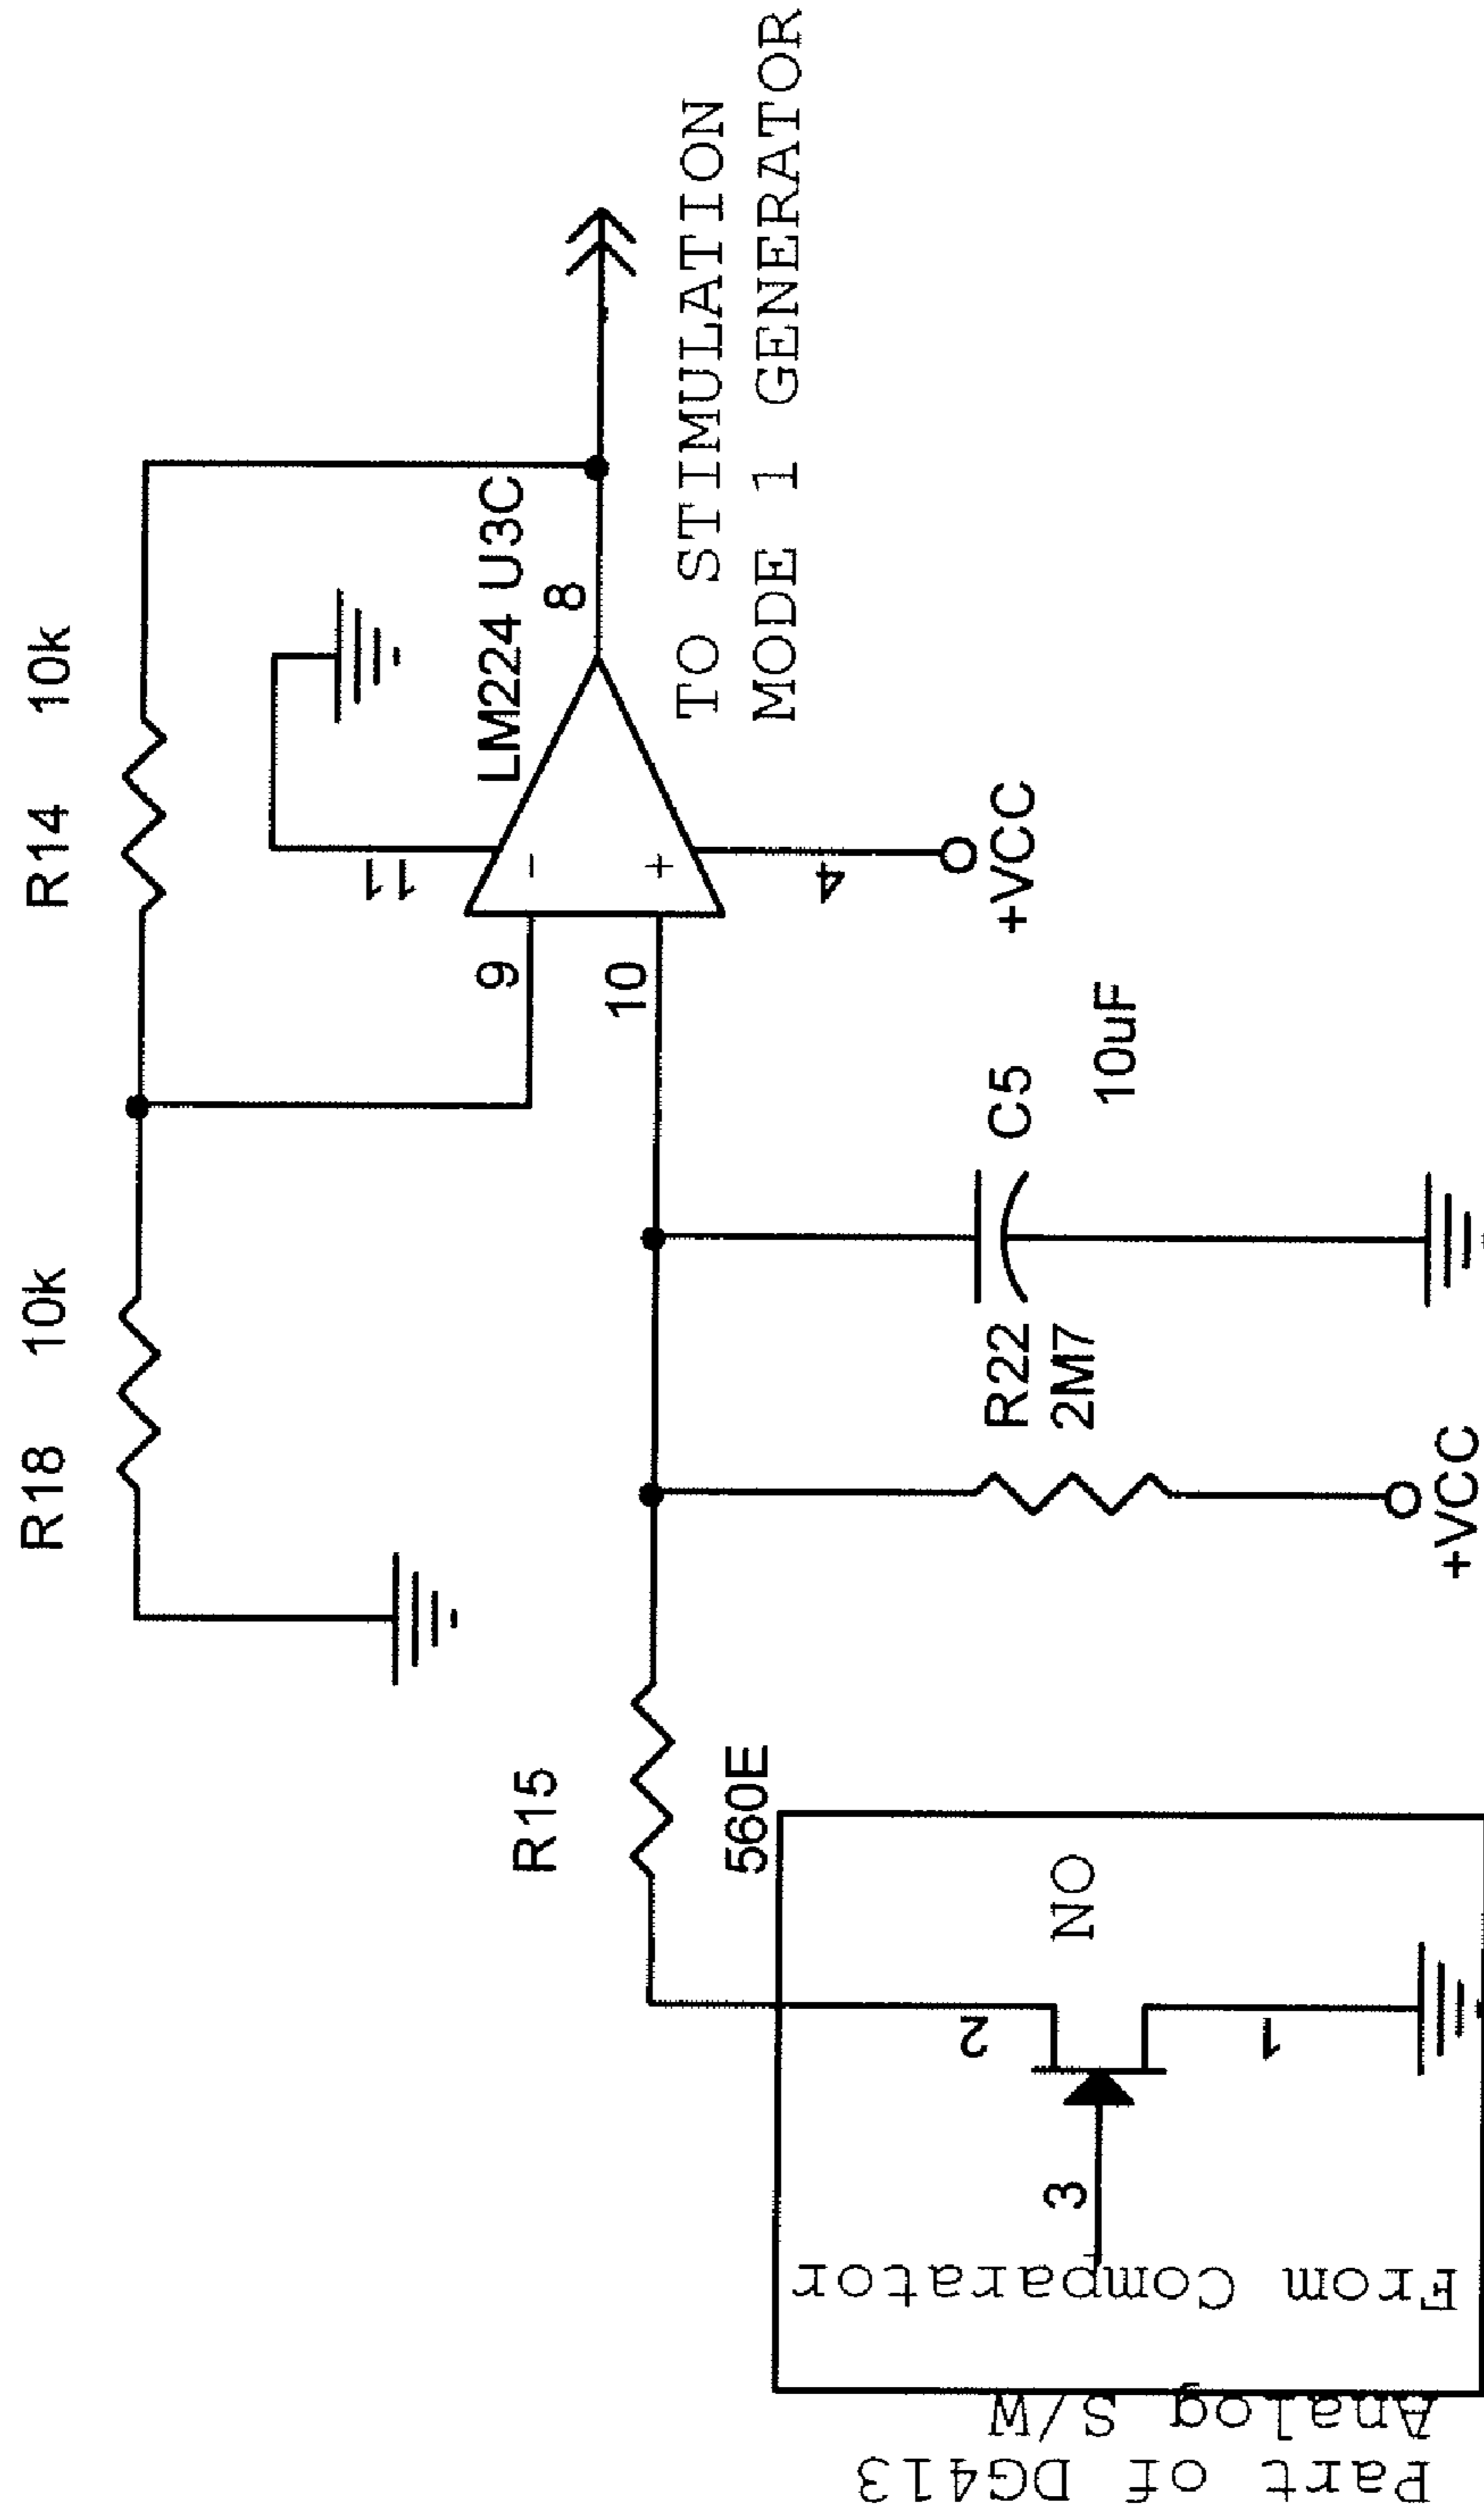 R18 10k
R14 10k
LM224 U3C
11
9
8
10
4
+VCC
TO STIMULATION
MODE 1 GENERATOR
R15
560E
R22
2M7
+VCC
C5
10uF
NO
2
1
3
From Comparator
Part of DG413
Analog S/W